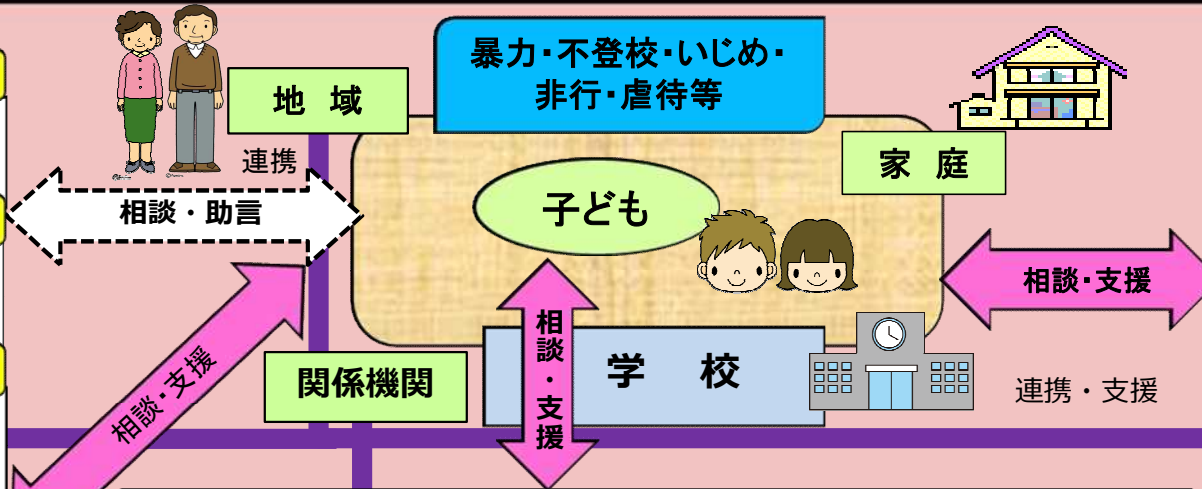 暴力・不登校・いじめ・
非行・虐待等
地 域
連携
家 庭
相談・助言
子ども
相談・支援
相談・支援
相談・支援
学 校
関係機関
連携・支援